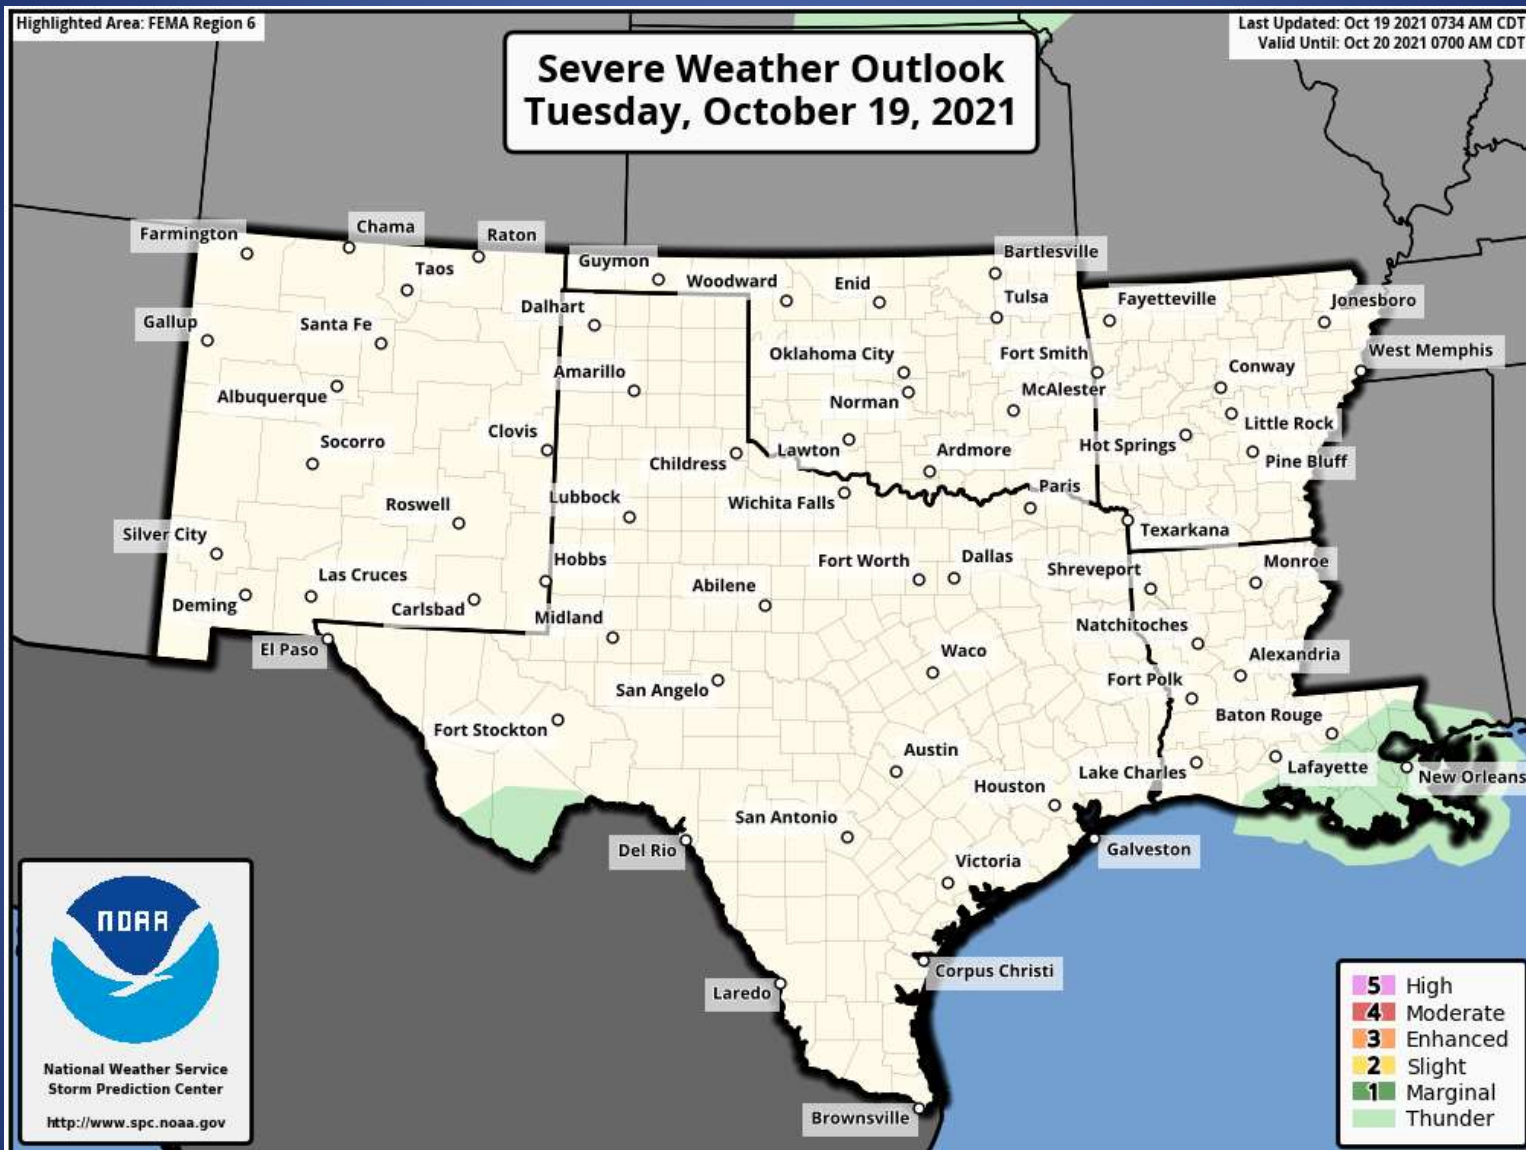 Highlighted Area: FEMA Region 6
Last Updated: Oct 19 2021 0734 AM CDT
Valid Until: Oct 20 2021 0700 AM CDT
Severe Weather Outlook
Tuesday, October 19, 2021
Farmington
Chama
Raton
Taos
Guymon
Woodward
Enid
Bartlesville
Tulsa
Fayetteville
Jonesboro
Gallup
Santa Fe
Dalhart
Oklahoma City
Fort Smith
West Memphis
Conway
Albuquerque
Amarillo
Norman
McAlester
Little Rock
Socorro
Clovis
Childress
Lawton
Ardmore
Hot Springs
Pine Bluff
Roswell
Lubbock
Wichita Falls
Paris
Texarkana
Silver City
Las Cruces
Hobbs
Fort Worth
Dallas
Shreveport
Monroe
Deming
Carlsbad
Midland
Abilene
Natchitoches
El Paso
San Angelo
Waco
Alexandria
Fort Polk
Fort Stockton
Baton Rouge
Austin
Houston
Lake Charles
Lafayette
New Orleans
San Antonio
Del Rio
Victoria
Galveston
Corpus Christi
Laredo
Brownsville
NOAA
National Weather Service
Storm Prediction Center
http://www.spc.noaa.gov
5 High
4 Moderate
3 Enhanced
2 Slight
1 Marginal
Thunder